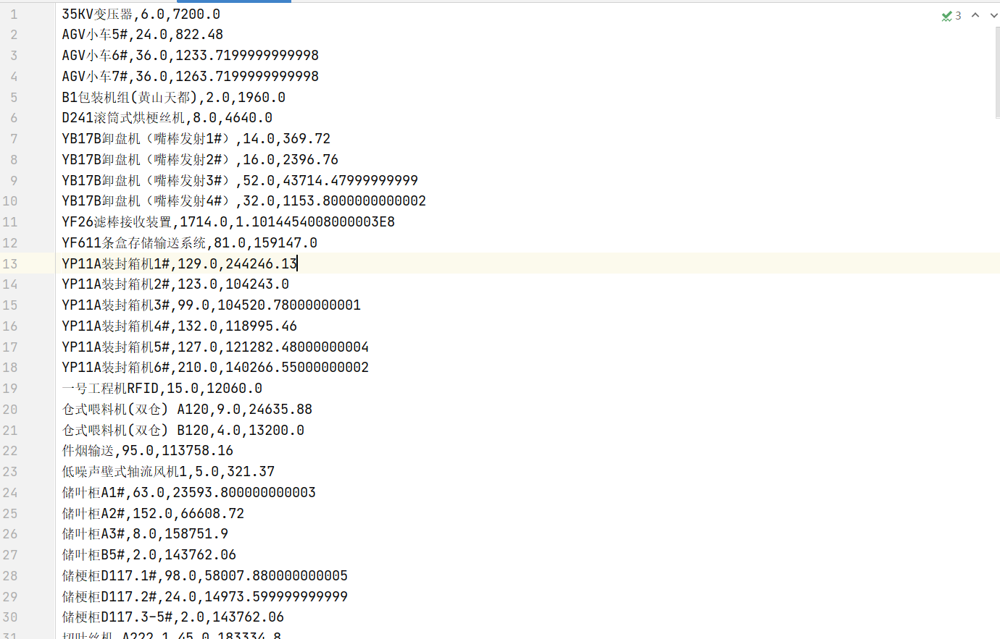 3
1 35KV变压器,6.0,7200.0
2 AGV小车5#,24.0,822.48
3 AGV小车6#,36.0,1233.7199999999998
4 AGV小车7#,36.0,1263.7199999999998
5 B1包装机组(黄山天都),2.0,1960.0
6 D241滚筒式烘梗丝机,8.0,4640.0
7 YB17B卸盘机（嘴棒发射1#）,14.0,369.72
8 YB17B卸盘机（嘴棒发射2#）,16.0,2396.76
9 YB17B卸盘机（嘴棒发射3#）,52.0,43714.47999999999
10 YB17B卸盘机（嘴棒发射4#）,32.0,1153.8000000000002
11 YF26滤棒接收装置,1714.0,1.1014454008000003E8
12 YF611条盒存储输送系统,81.0,159147.0
13 YP11A装封箱机1#,129.0,244246.13
14 YP11A装封箱机2#,123.0,104243.0
15 YP11A装封箱机3#,99.0,104520.78000000001
16 YP11A装封箱机4#,132.0,118995.46
17 YP11A装封箱机5#,127.0,121282.48000000004
18 YP11A装封箱机6#,210.0,140266.55000000002
19 一号工程机RFID,15.0,12060.0
20 仓式喂料机(双仓) A120,9.0,24635.88
21 仓式喂料机(双仓) B120,4.0,13200.0
22 件烟输送,95.0,113758.16
23 低噪声壁式轴流风机1,5.0,321.37
24 储叶柜A1#,63.0,23593.800000000003
25 储叶柜A2#,152.0,66608.72
26 储叶柜A3#,8.0,158751.9
27 储叶柜B5#,2.0,143762.06
28 储梗柜D117.1#,98.0,58007.880000000005
29 储梗柜D117.2#,24.0,14973.599999999999
30 储梗柜D117.3-5#,2.0,143762.06
31 切叶丝机 A222.1,45.0,183334.8